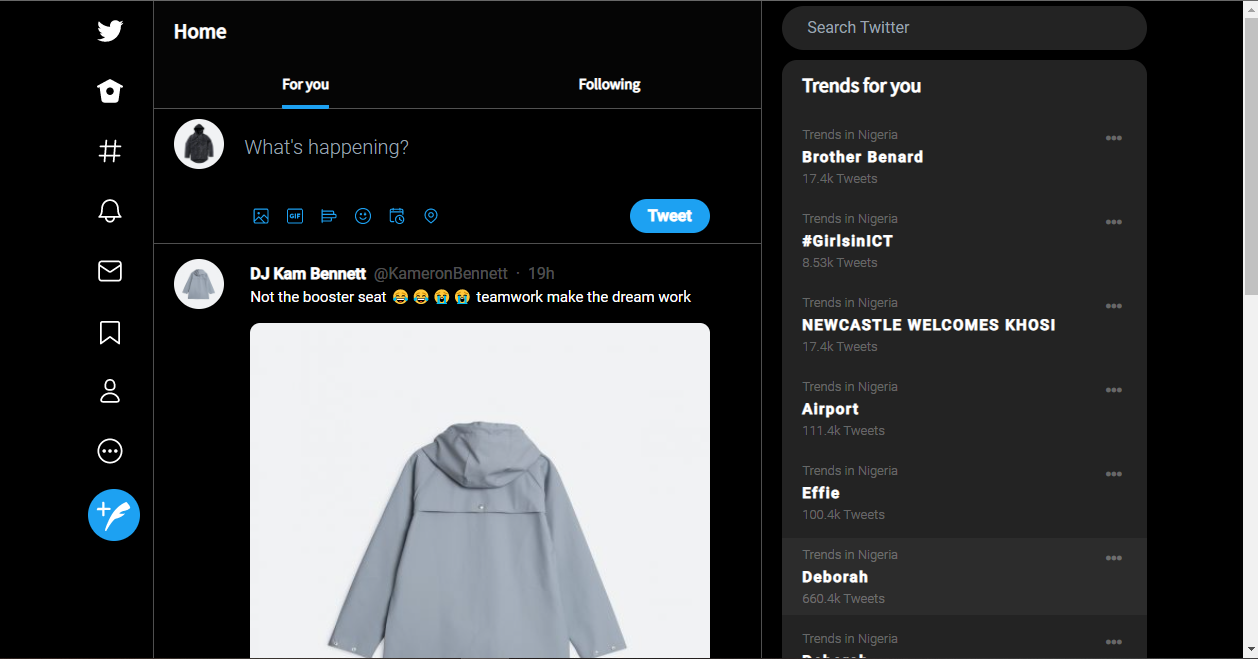 Home
For you
Following
What's happening?
GIF
Tweet
DJ Kam Bennett @KameronBennett · 19h
Not the booster seat 😂 😂 😭 😭 teamwork make the dream work
Search Twitter
Trends for you
Trends in Nigeria
Brother Benard
17.4k Tweets
Trends in Nigeria
#GirlsinICT
8.53k Tweets
Trends in Nigeria
NEWCASTLE WELCOMES KHOSI
17.4k Tweets
Trends in Nigeria
Airport
111.4k Tweets
Trends in Nigeria
Effie
100.4k Tweets
Trends in Nigeria
Deborah
660.4k Tweets
Trends in Nigeria
Deborah